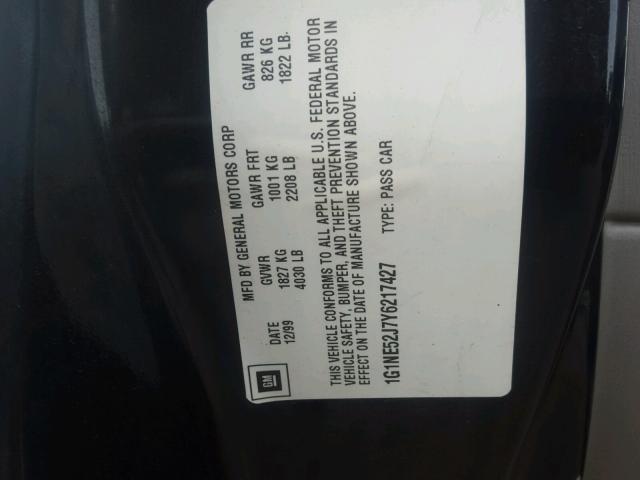 MFD BY GENERAL MOTORS CORP
DATE GVWR GAWR FRT GAWR RR
12/99 1827 KG 1001 KG 826 KG
4030 LB 2208 LB 1822 LB
THIS VEHICLE CONFORMS TO ALL APPLICABLE U.S. FEDERAL MOTOR
VEHICLE SAFETY, BUMPER, AND THEFT PREVENTION STANDARDS IN
EFFECT ON THE DATE OF MANUFACTURE SHOWN ABOVE.
1G1NE52J7Y6217427 TYPE: PASS CAR
GM